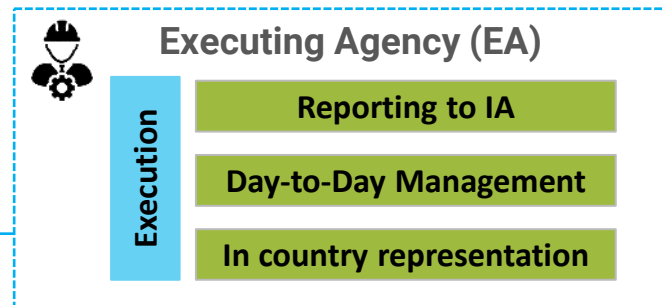 Executing Agency (EA)
Execution
Reporting to IA
Day-to-Day Management
In country representation